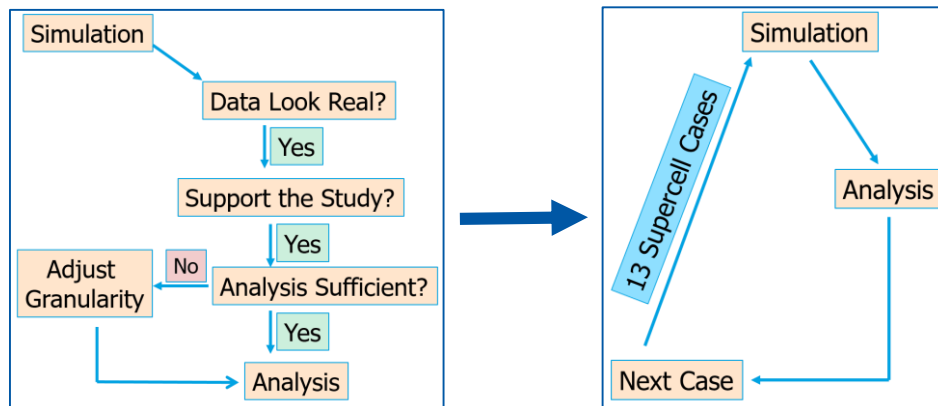 Simulation
Data Look Real?
Yes
Support the Study?
Yes
No
Adjust
Granularity
Analysis Sufficient?
Yes
Analysis
Simulation
13 Supercell Cases
Analysis
Next Case